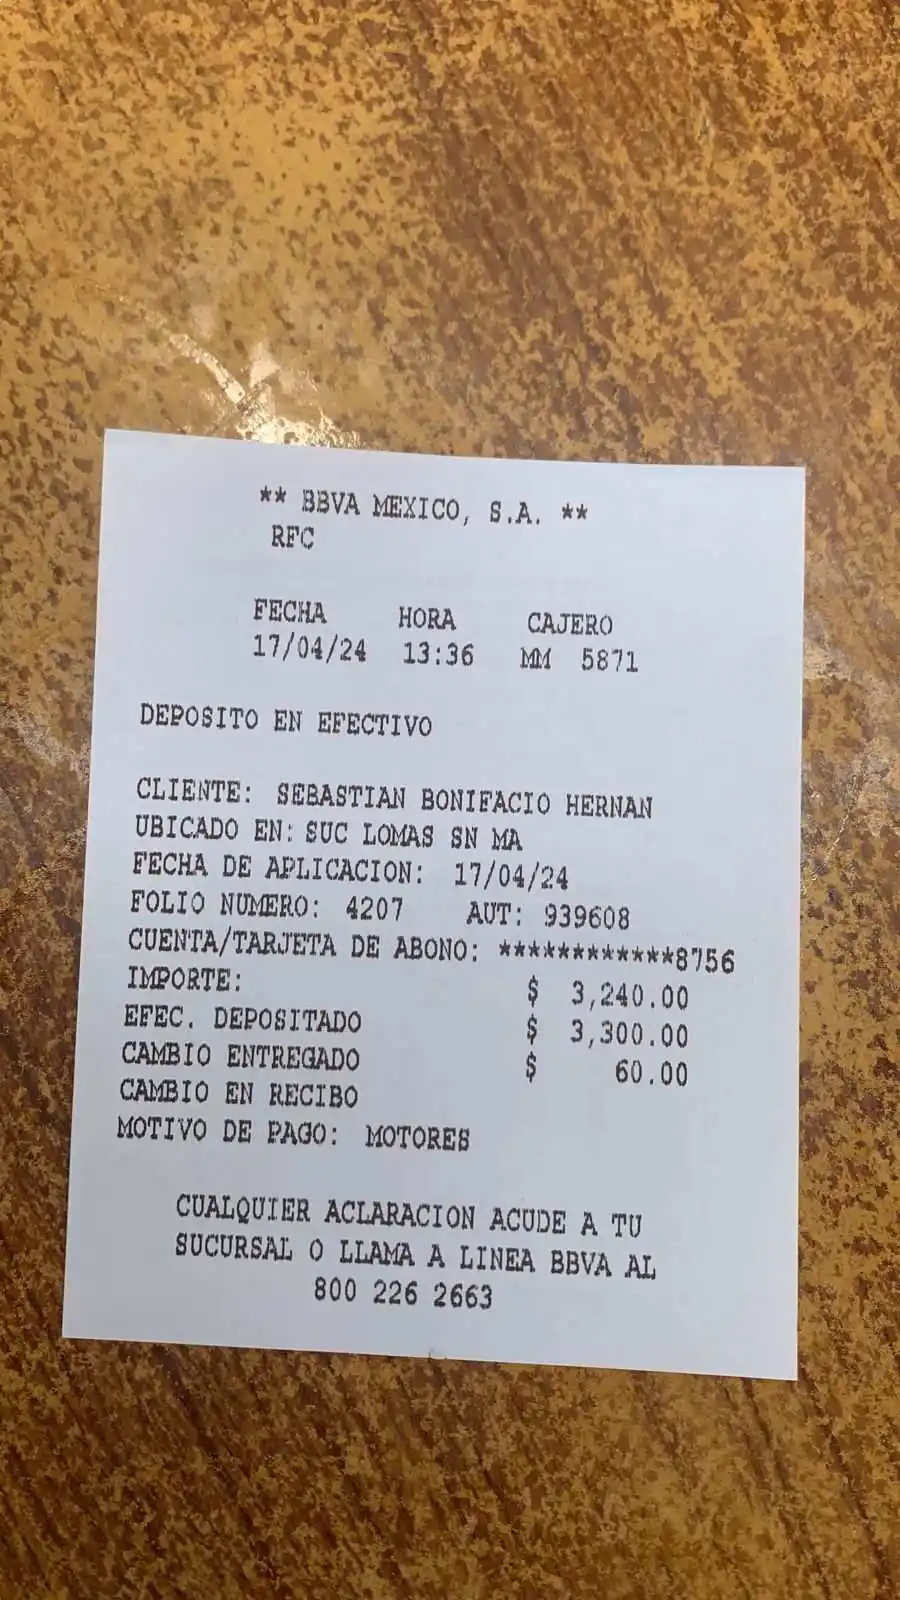 ** BBVA MEXICO, S.A. **
RFC
FECHA HORA CAJERO
17/04/24 13:36 MM 5871
DEPOSITO EN EFECTIVO
CLIENTE: SEBASTIAN BONIFACIO HERNAN
UBICADO EN: SUC LOMAS SN MA
FECHA DE APLICACION: 17/04/24
FOLIO NUMERO: 4207 AUT: 939608
CUENTA/TARJETA DE ABONO: ************8756
IMPORTE: $ 3,240.00
EFEC. DEPOSITADO $ 3,300.00
CAMBIO ENTREGADO $ 60.00
CAMBIO EN RECIBO
MOTIVO DE PAGO: MOTORES
CUALQUIER ACLARACION ACUDE A TU
SUCURSAL O LLAMA A LINEA BBVA AL
800 226 2663